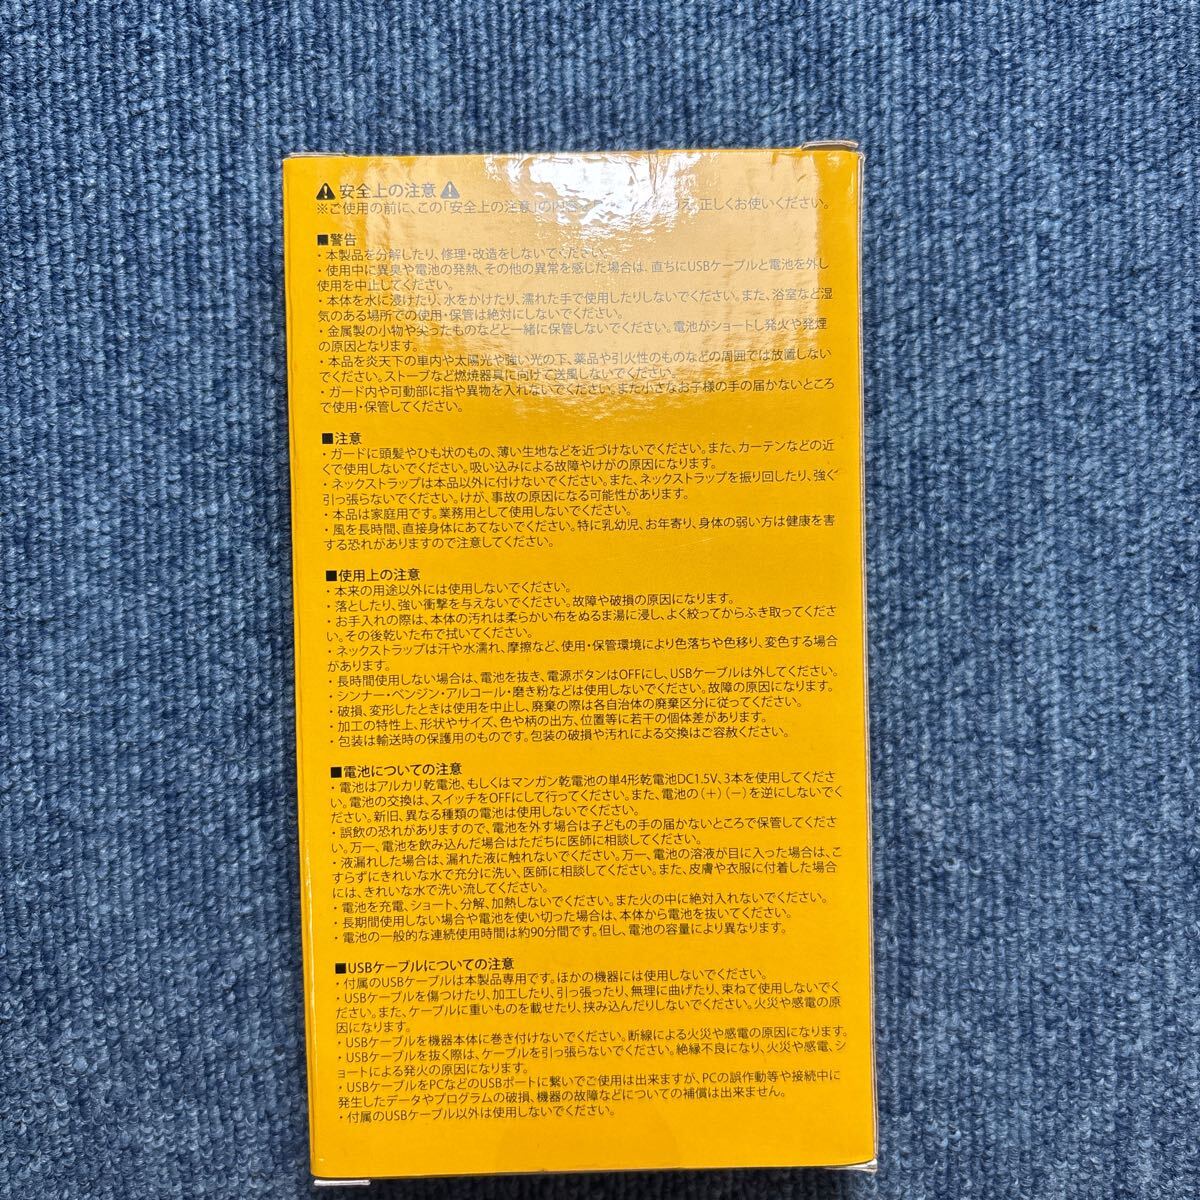 ⚠安全上の注意⚠
※ご使用の前に、この「安全上の注意」の内 え、正しくお使いください。
■警告
・本製品を分解したり、修理・改造をしないでください。
・使用中に異臭や電池の発熱、その他の異常を感じた場合は、直ちにUSBケーブルと電池を外し
使用を中止してください。
・本体を水に浸けたり、水をかけたり、濡れた手で使用したりしないでください。また、浴室など湿
気のある場所での使用・保管は絶対にしないでください。
・金属製の小物や尖ったものなどと一緒に保管しないでください。電池がショートし発火や発煙
の原因となります。
・本品を炎天下の車内や太陽光や強い光の下、薬品や引火性のものなどの周囲では放置しない
でください。ストーブなど燃焼器具に向けて送風しないでください。
・ガード内や可動部に指や異物を入れないでください。また小さなお子様の手の届かないところ
で使用・保管してください。
■注意
・ガードに頭髪やひも状のもの、薄い生地などを近づけないでください。また、カーテンなどの近
くで使用しないでください。吸い込みによる故障やけがの原因になります。
・ネックストラップは本品以外に付けないでください。また、ネックストラップを振り回したり、強く
引っ張らないでください。けが、事故の原因になる可能性があります。
・本品は家庭用です。業務用として使用しないでください。
・風を長時間、直接身体にあてないでください。特に乳幼児、お年寄り、身体の弱い方は健康を害
する恐れがありますので注意してください。
■使用上の注意
・本来の用途以外には使用しないでください。
・落としたり、強い衝撃を与えないでください。故障や破損の原因になります。
・お手入れの際は、本体の汚れは柔らかい布をぬるま湯に浸し、よく絞ってからふき取ってくださ
い。その後乾いた布で拭いてください。
・ネックストラップは汗や水濡れ、摩擦など、使用・保管環境により色落ちや色移り、変色する場合
があります。
・長時間使用しない場合は、電池を抜き、電源ボタンはOFFにし、USBケーブルは外してください。
・シンナー・ベンジン・アルコール・磨き粉などは使用しないでください。故障の原因になります。
・破損、変形したときは使用を中止し、廃棄の際は各自治体の廃棄区分に従ってください。
・加工の特性上、形状やサイズ、色や柄の出方、位置等に若干の個体差があります。
・包装は輸送時の保護用のものです。包装の破損や汚れによる交換はご容赦ください。
■電池についての注意
・電池はアルカリ乾電池、もしくはマンガン乾電池の単4形乾電池DC1.5V、3本を使用してくださ
い。電池の交換は、スイッチをOFFにして行ってください。また、電池の(+)(−)を逆にしないでく
ださい。新旧、異なる種類の電池は使用しないでください。
・誤飲の恐れがありますので、電池を外す場合は子どもの手の届かないところで保管してくださ
い。万一、電池を飲み込んだ場合はただちに医師に相談してください。
・液漏れした場合は、漏れた液に触れないでください。万一、電池の溶液が目に入った場合は、こ
すらずにきれいな水で充分に洗い、医師に相談してください。また、皮膚や衣服に付着した場合
には、きれいな水で洗い流してください。
・電池を充電、ショート、分解、加熱しないでください。また火の中に絶対入れないでください。
・長期間使用しない場合や電池を使い切った場合は、本体から電池を抜いてください。
・電池の一般的な連続使用時間は約90分間です。但し、電池の容量により異なります。
■USBケーブルについての注意
・付属のUSBケーブルは本製品専用です。ほかの機器には使用しないでください。
・USBケーブルを傷つけたり、加工したり、引っ張ったり、無理に曲げたり、束ねて使用しないでく
ださい。また、ケーブルに重いものを載せたり、挟み込んだりしないでください。火災や感電の原
因になります。
・USBケーブルを機器本体に巻き付けないでください。断線による火災や感電の原因になります。
・USBケーブルを抜く際は、ケーブルを引っ張らないでください。絶縁不良になり、火災や感電、シ
ョートによる発火の原因になります。
・USBケーブルをPCなどのUSBポートに繋いでご使用は出来ますが、PCの誤作動等や接続中に
発生したデータやプログラムの破損、機器の故障などについての補償は出来ません。
・付属のUSBケーブル以外は使用しないでください。